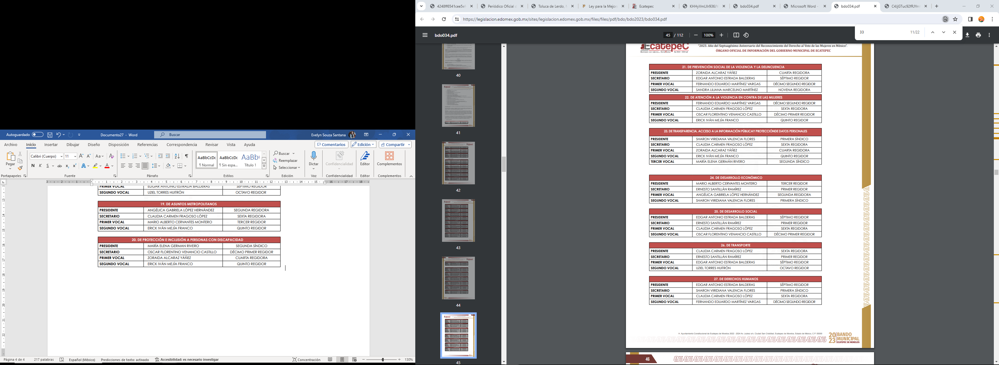 Autoguardado
Documento27 - Word
Buscar
Evelyn Souza Santana
Archivo Inicio Insertar Dibujar Diseño Disposición Referencias Correspondencia Revisar Vista Ayuda
Comentarios Edición Compartir
Pegar
Calibri (Cuerpo) 11
AaBbCcDc AaBbCcDc AaBb(
¶ Normal ¶ Sin espa... Título 1
Buscar
Reemplazar
Seleccionar
Dictar
Confidencialidad
Editor
Complementos
Portapapeles Fuente Párrafo Estilos Edición Voz Confidencialidad Editor Complementos
PRIMER VOCAL EDGAR ANTONIO ESTRADA BALDERAS SÉPTIMO REGIDOR
SEGUNDO VOCAL UZIEL TORRES HUITRÓN OCTAVO REGIDOR
19. DE ASUNTOS METROPOLITANOS
PRESIDENTE ANGÉLICA GABRIELA LÓPEZ HERNÁNDEZ SEGUNDA REGIDORA
SECRETARIO CLAUDIA CARMEN FRAGOSO LÓPEZ SEXTA REGIDORA
PRIMER VOCAL MARIO ALBERTO CERVANTES MONTERO TERCER REGIDOR
SEGUNDO VOCAL ERICK IVÁN MEJÍA FRANCO QUINTO REGIDOR
20. DE PROTECCIÓN E INCLUSIÓN A PERSONAS CON DISCAPACIDAD
PRESIDENTE MARÍA ELENA GERMAN RIVERO SEGUNDA SÍNDICO
SECRETARIO OSCAR FLORENTINO VENANCIO CASTILLO DÉCIMO PRIMER REGIDOR
PRIMER VOCAL ZORAIDA ALCARAZ YÁÑEZ CUARTA REGIDORA
SEGUNDO VOCAL ERICK IVÁN MEJÍA FRANCO QUINTO REGIDOR
Página 4 de 4 217 palabras Español (México) Predicciones de texto: activado Accesibilidad: es necesario investigar Concentración 130%
4248ff6541cee5ef Periódico Oficial Toluca de Lerdo, Ley para la Mejor Ecatepec bdo034.pdf Microsoft Word - bdo034.pdf
https://legislacion.edomex.gob.mx/sites/legislacion.edomex.gob.mx/files/files/pdf/bdo/bdo2023/bdo034.pdf
33 11/22
bdo034.pdf
45 / 112 100%
40
41
42
43
44
45
Ecatepec
"2023. Año del Septuagésimo Aniversario del Reconocimiento del Derecho al Voto de las Mujeres en México".
ÓRGANO OFICIAL DE INFORMACIÓN DEL GOBIERNO MUNICIPAL DE ECATEPEC
21. DE PREVENCIÓN SOCIAL DE LA VIOLENCIA Y LA DELINCUENCIA
PRESIDENTE ZORAIDA ALCARAZ YÁÑEZ CUARTA REGIDORA
SECRETARIO EDGAR ANTONIO ESTRADA BALDERAS SÉPTIMO REGIDOR
PRIMER VOCAL FERNANDO EDUARDO MARTÍNEZ VARGAS DÉCIMO SEGUNDO REGIDOR
SEGUNDO VOCAL SANDRA LILIANA MARCELINO MARTÍNEZ NOVENA REGIDORA
22. DE ATENCIÓN A LA VIOLENCIA EN CONTRA DE LAS MUJERES
PRESIDENTE FERNANDO EDUARDO MARTÍNEZ VARGAS DÉCIMO SEGUNDO REGIDOR
SECRETARIO CLAUDIA CARMEN FRAGOSO LÓPEZ SEXTA REGIDORA
PRIMER VOCAL OSCAR FLORENTINO VENANCIO CASTILLO DÉCIMO PRIMER REGIDOR
SEGUNDO VOCAL ERICK IVÁN MEJÍA FRANCO QUINTO REGIDOR
23. DE TRANSPARENCIA, ACCESO A LA INFORMACIÓN PÚBLICAY PROTECCIÓNDE DATOS PERSONALES
PRESIDENTE SHARON VIRIDIANA VALENCIA FLORES PRIMERA SÍNDICO
SECRETARIO CLAUDIA CARMEN FRAGOSO LÓPEZ SEXTA REGIDORA
PRIMER VOCAL ZORAIDA ALCARAZ YÁÑEZ CUARTA REGIDORA
SEGUNDO VOCAL ERICK IVÁN MEJÍA FRANCO QUINTO REGIDOR
TERCER VOCAL MARÍA ELENA GERMÁN RIVERO SEGUNDA SÍNDICO
24. DE DESARROLLO ECONÓMICO
PRESIDENTE MARIO ALBERTO CERVANTES MONTERO TERCER REGIDOR
SECRETARIO ERNESTO SANTILLÁN RAMÍREZ PRIMER REGIDOR
PRIMER VOCAL ANGÉLICA GABRIELA LÓPEZ HERNÁNDEZ SEGUNDA REGIDORA
SEGUNDO VOCAL SHARON VIRIDIANA VALENCIA FLORES PRIMERA SÍNDICO
25. DE DESARROLLO SOCIAL
PRESIDENTE EDGAR ANTONIO ESTRADA BALDERAS SÉPTIMO REGIDOR
SECRETARIO ERNESTO SANTILLÁN RAMÍREZ PRIMER REGIDOR
PRIMER VOCAL CLAUDIA CARMEN FRAGOSO LÓPEZ SEXTA REGIDORA
SEGUNDO VOCAL OSCAR FLORENTINO VENANCIO CASTILLO DÉCIMO PRIMER REGIDOR
26. DE TRANSPORTE
PRESIDENTE CLAUDIA CARMEN FRAGOSO LÓPEZ SEXTA REGIDORA
SECRETARIO ERNESTO SANTILLÁN RAMÍREZ PRIMER REGIDOR
PRIMER VOCAL EDGAR ANTONIO ESTRADA BALDERAS SÉPTIMO REGIDOR
SEGUNDO VOCAL UZIEL TORRES HUITRÓN OCTAVO REGIDOR
27. DE DERECHOS HUMANOS
PRESIDENTE EDGAR ANTONIO ESTRADA BALDERAS SÉPTIMO REGIDOR
SECRETARIO SHARON VIRIDIANA VALENCIA FLORES PRIMERA SÍNDICO
PRIMER VOCAL CLAUDIA CARMEN FRAGOSO LÓPEZ SEXTA REGIDORA
SEGUNDO VOCAL FERNANDO EDUARDO MARTÍNEZ VARGAS DÉCIMO SEGUNDO REGIDOR
H. Ayuntamiento Constitucional de Ecatepec de Morelos 2022 - 2024 Av. Juárez s/n, Ciudad San Cristóbal, Ecatepec de Morelos, Estado de México, C.P. 55000
2023 BANDO
MUNICIPAL
ECATEPEC DE MORELOS
46